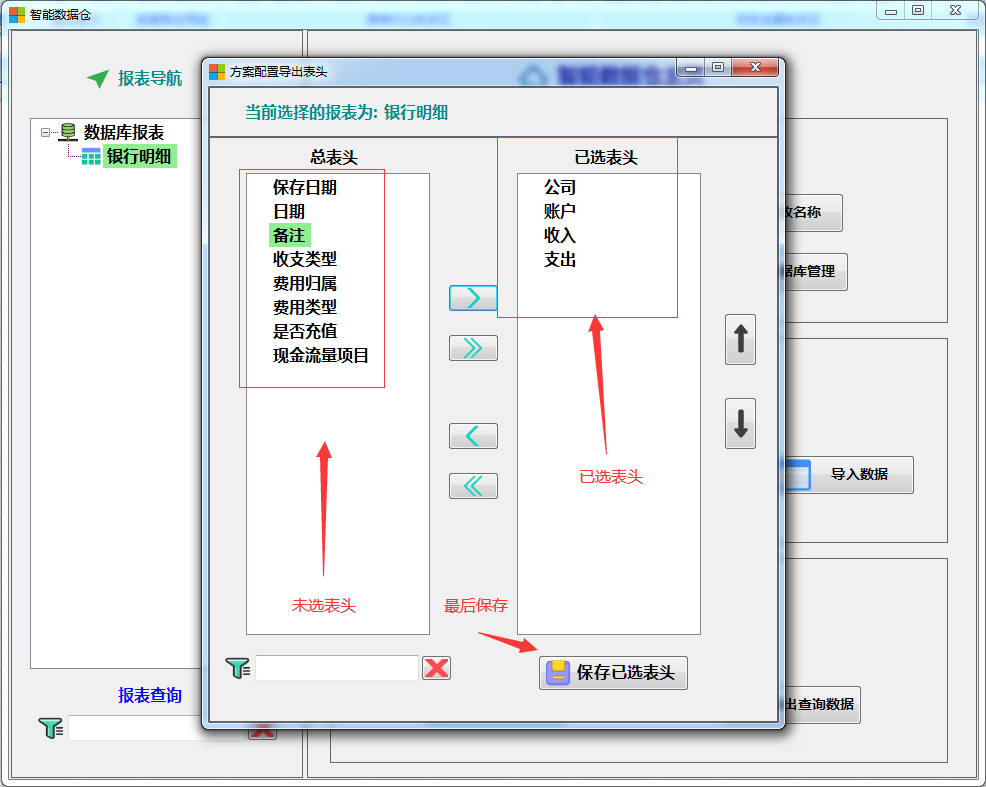 智能数据仓
方案配置导出表头
报表导航
当前选择的报表为: 银行明细
数据库报表
银行明细
总表头
已选表头
保存日期
日期
备注
收支类型
费用归属
费用类型
是否充值
现金流量项目
公司
账户
收入
支出
名称
库管理
导入数据
已选表头
未选表头
最后保存
保存已选表头
报表查询
出查询数据